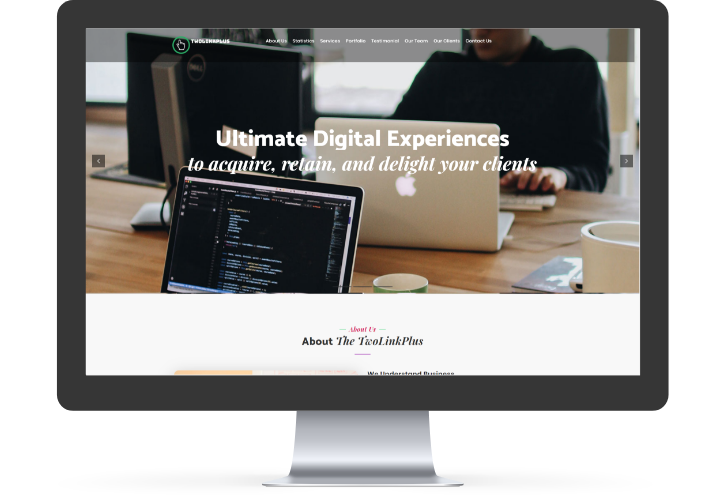 TWOLINKPLUS
About Us Statistics Services Portfolio Testimonial Our Team Our Clients Contact Us
Ultimate Digital Experiences
to acquire, retain, and delight your clients
About Us
About The TwoLinkPlus
We Understand Business